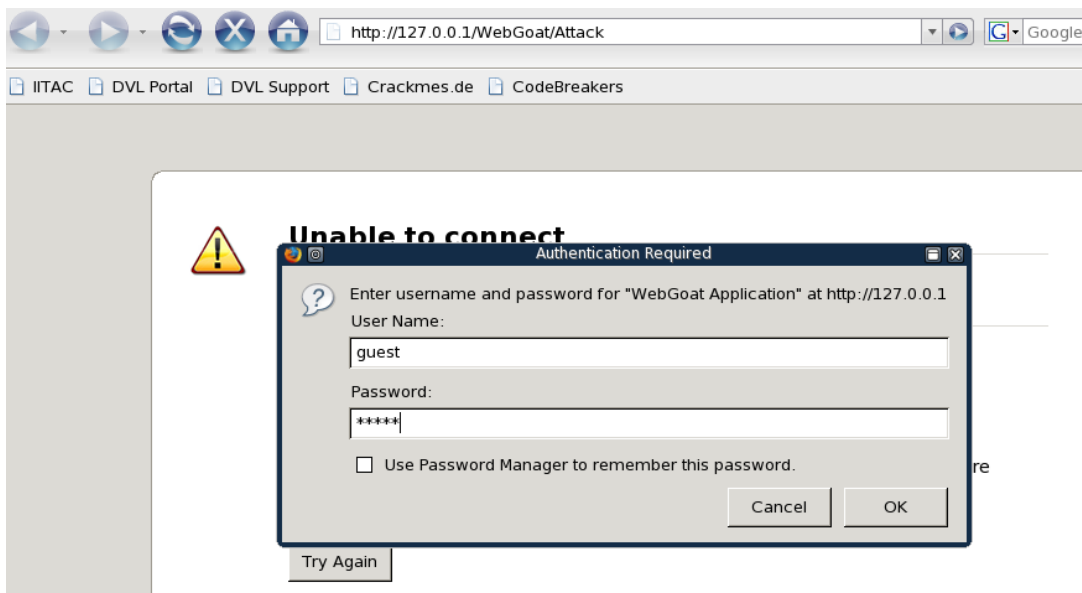 http://127.0.0.1/WebGoat/Attack
G Google
IITAC DVL Portal DVL Support Crackmes.de CodeBreakers
Unable to connect
Authentication Required
Enter username and password for "WebGoat Application" at http://127.0.0.1
User Name:
guest
Password:
*****
Use Password Manager to remember this password.
re
Cancel OK
Try Again